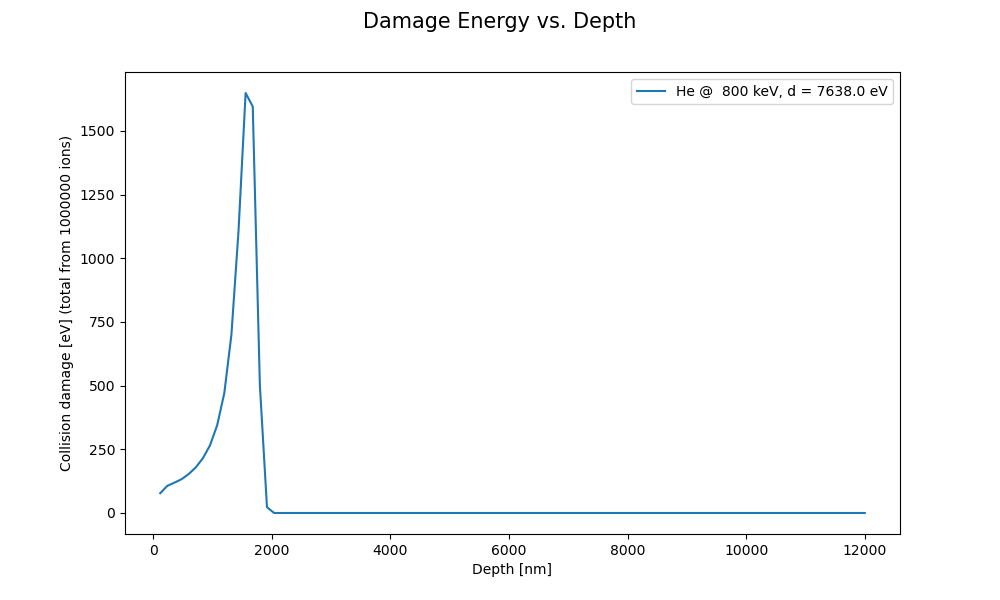 Damage Energy vs. Depth
He @  800 keV, d = 7638.0 eV
Collision damage [eV] (total from 1000000 ions)
1500
1250
1000
750
500
250
0
0 2000 4000 6000 8000 10000 12000
Depth [nm]